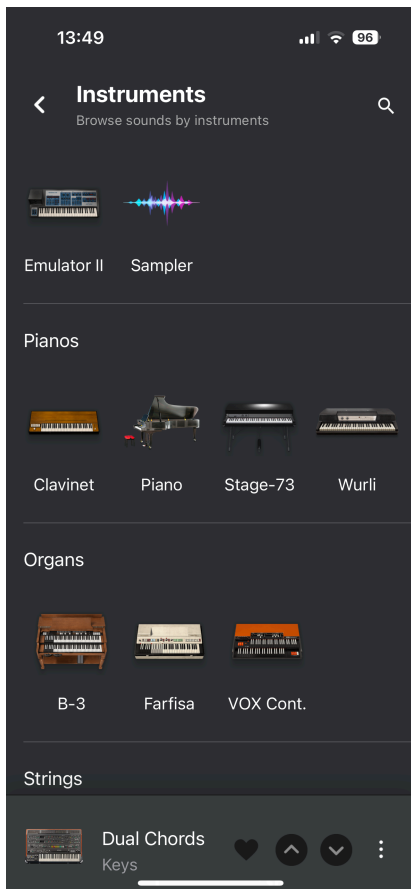 13:49
96
Instruments
Browse sounds by instruments
Emulator II Sampler
Pianos
Clavinet Piano Stage-73 Wurli
Organs
B-3 Farfisa VOX Cont.
Strings
Dual Chords
Keys